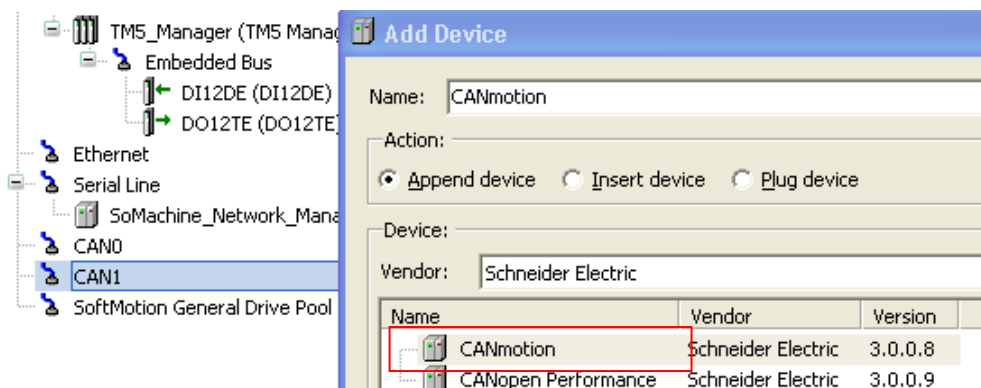 TM5_Manager (TM5 Manag
Embedded Bus
DI12DE (DI12DE)
DO12TE (DO12TE)
Ethernet
Serial Line
SoMachine_Network_Mana
CAN0
CAN1
SoftMotion General Drive Pool
Add Device
Name: CANmotion
Action:
Append device Insert device Plug device
Device:
Vendor: Schneider Electric
Name Vendor Version
CANmotion Schneider Electric 3.0.0.8
CANopen Performance Schneider Electric 3.0.0.9